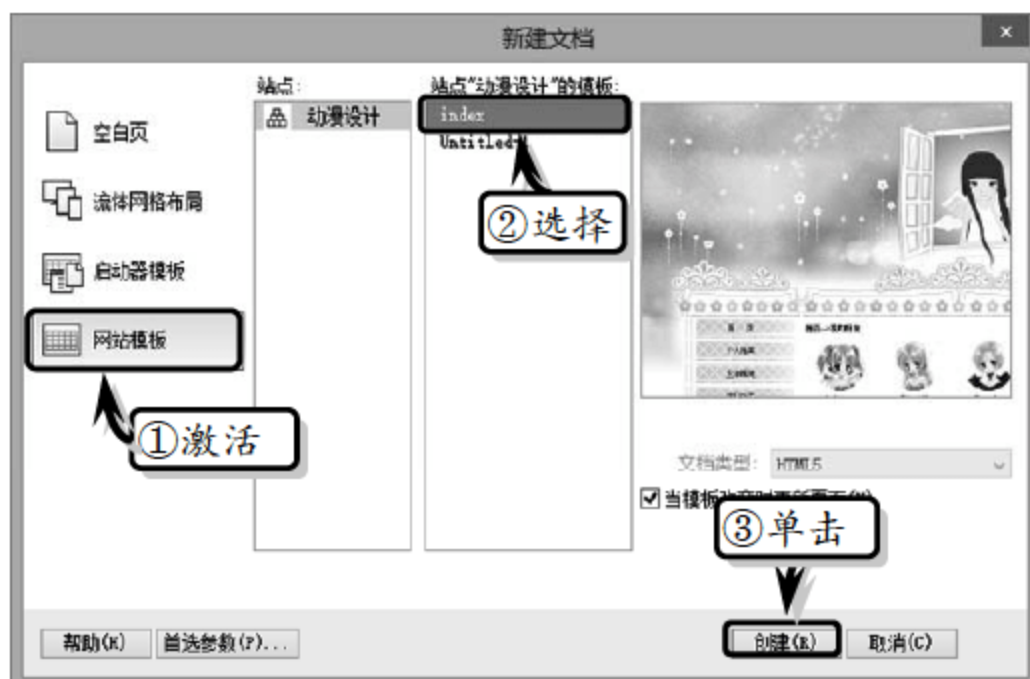 新建文档
x
站点:
站点"动漫设计"的模板:
空白页
流体网格布局
启动器模板
网站模板
动漫设计
index
②选择
①激活
文档类型:
HTML5
③单击
帮助(H)
首选参数(P)...
创建(R)
取消(C)